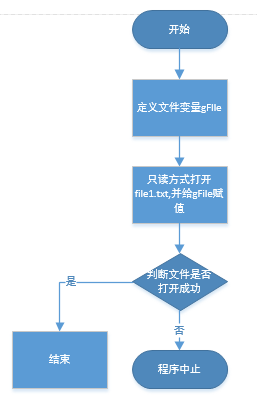 开始
定义文件变量gFIle
只读方式打开
file1.txt,并给gFile赋
值
判断文件是否
打开成功
是
否
结束
程序中止